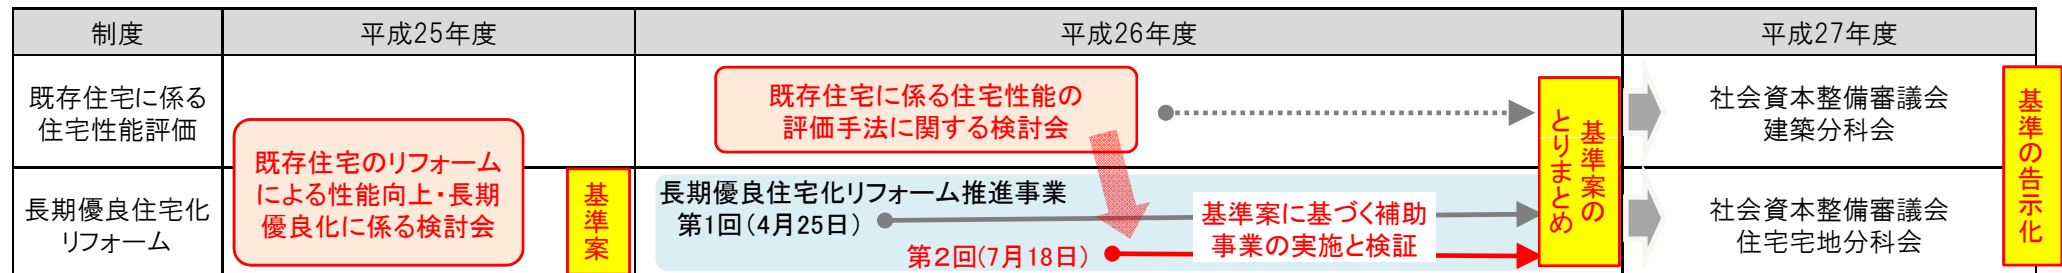 制度
平成25年度
平成26年度
平成27年度
既存住宅に係る
住宅性能評価
既存住宅のリフォーム
による性能向上・長期
優良化に係る検討会
既存住宅に係る住宅性能の
評価手法に関する検討会
基準案の
とりまとめ
社会資本整備審議会
建築分科会
基準の告示化
長期優良住宅化
リフォーム
基準案
長期優良住宅化リフォーム推進事業
第1回(4月25日)
第2回(7月18日)
基準案に基づく補助
事業の実施と検証
社会資本整備審議会
住宅宅地分科会